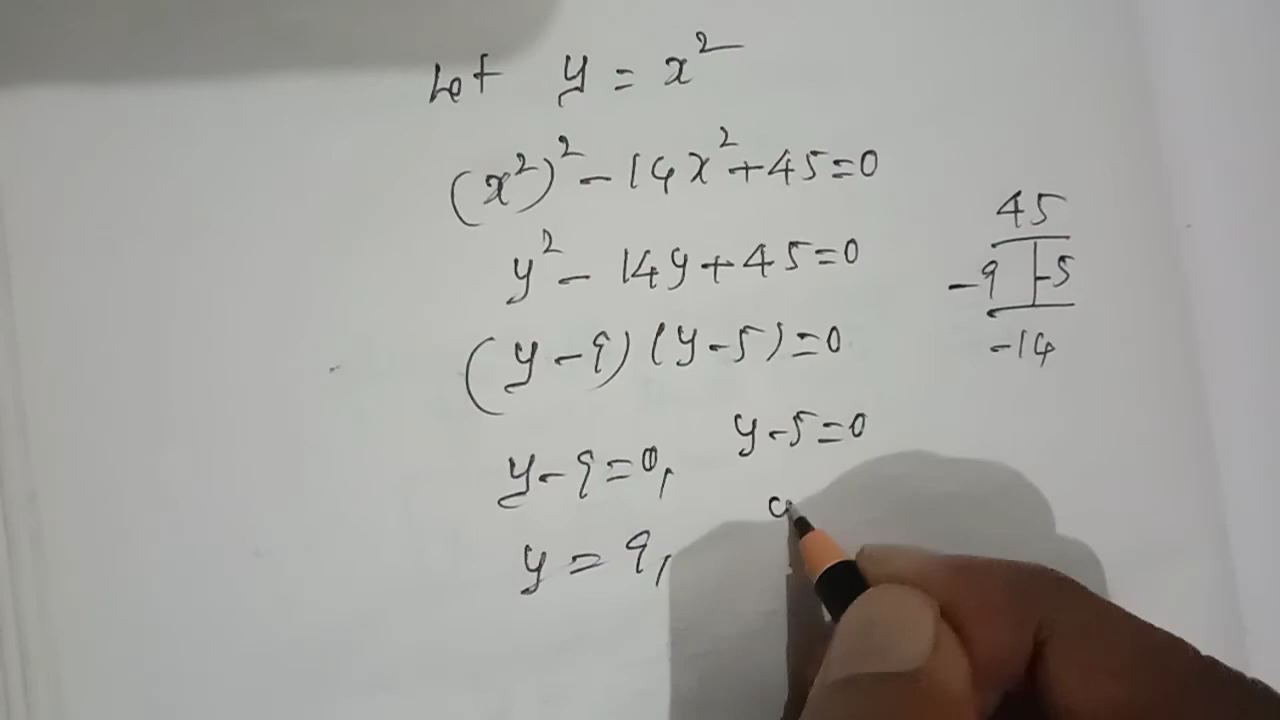 Let y = x²
(x²)² - 14x² + 45 = 0
y² - 14y + 45 = 0
(y - 9) (y - 5) = 0
y - 9 = 0, y - 5 = 0
y = 9,
45
-9 -5
-14